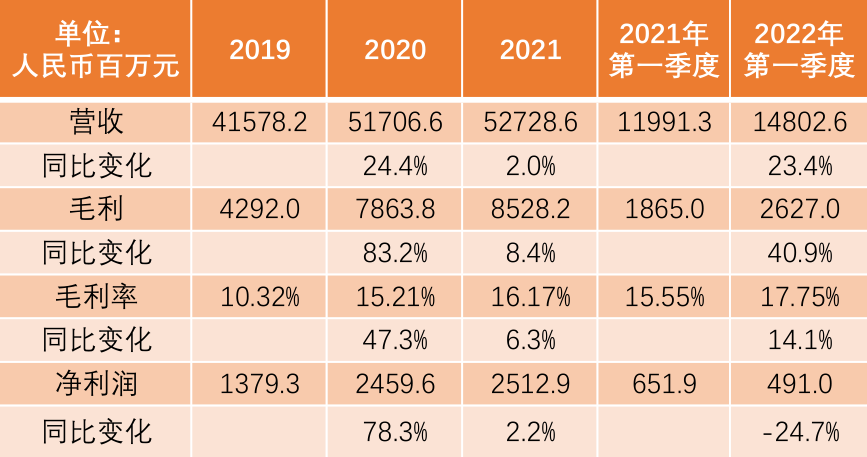 单位： 人民币百万元 2019 2020 2021 2021年第一季度 2022年第一季度
营收 41578.2 51706.6 52728.6 11991.3 14802.6
同比变化 24.4% 2.0% 23.4%
毛利 4292.0 7863.8 8528.2 1865.0 2627.0
同比变化 83.2% 8.4% 40.9%
毛利率 10.32% 15.21% 16.17% 15.55% 17.75%
同比变化 47.3% 6.3% 14.1%
净利润 1379.3 2459.6 2512.9 651.9 491.0
同比变化 78.3% 2.2% -24.7%